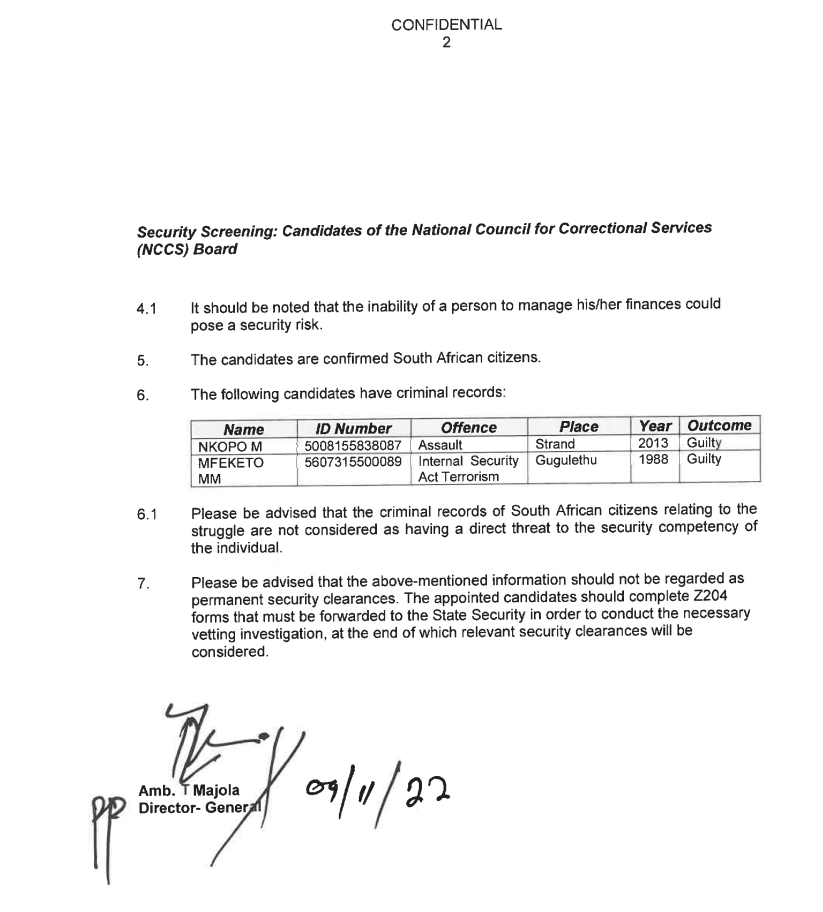 CONFIDENTIAL
2
Security Screening: Candidates of the National Council for Correctional Services
(NCCS) Board
4.1 It should be noted that the inability of a person to manage his/her finances could
pose a security risk.
5. The candidates are confirmed South African citizens.
6. The following candidates have criminal records:
Name ID Number Offence Place Year Outcome
NKOPO M 5008155838087 Assault Strand 2013 Guilty
MFEKETO 5607315500089 Internal Security Gugulethu 1988 Guilty
MM Act Terrorism
6.1 Please be advised that the criminal records of South African citizens relating to the
struggle are not considered as having a direct threat to the security competency of
the individual.
7. Please be advised that the above-mentioned information should not be regarded as
permanent security clearances. The appointed candidates should complete Z204
forms that must be forwarded to the State Security in order to conduct the necessary
vetting investigation, at the end of which relevant security clearances will be
considered.
Amb. T Majola
pp Director- General
09/11/22